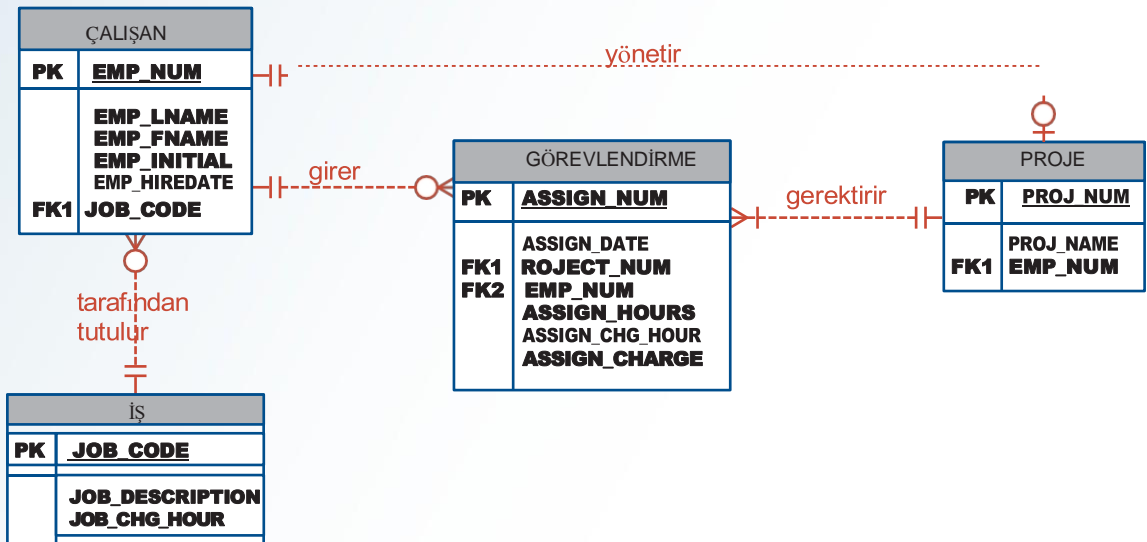 ÇALIŞAN
PK EMP_NUM
EMP_LNAME
EMP_FNAME
EMP_INITIAL
EMP_HIREDATE
FK1 JOB_CODE
yönetir
girer
GÖREVLENDİRME
PK ASSIGN_NUM
ASSIGN_DATE
FK1 ROJECT_NUM
FK2 EMP_NUM
ASSIGN_HOURS
ASSIGN_CHG_HOUR
ASSIGN_CHARGE
gerektirir
PROJE
PK PROJ_NUM
PROJ_NAME
FK1 EMP_NUM
tarafından
tutulur
İŞ
PK JOB_CODE
JOB_DESCRIPTION
JOB_CHG_HOUR